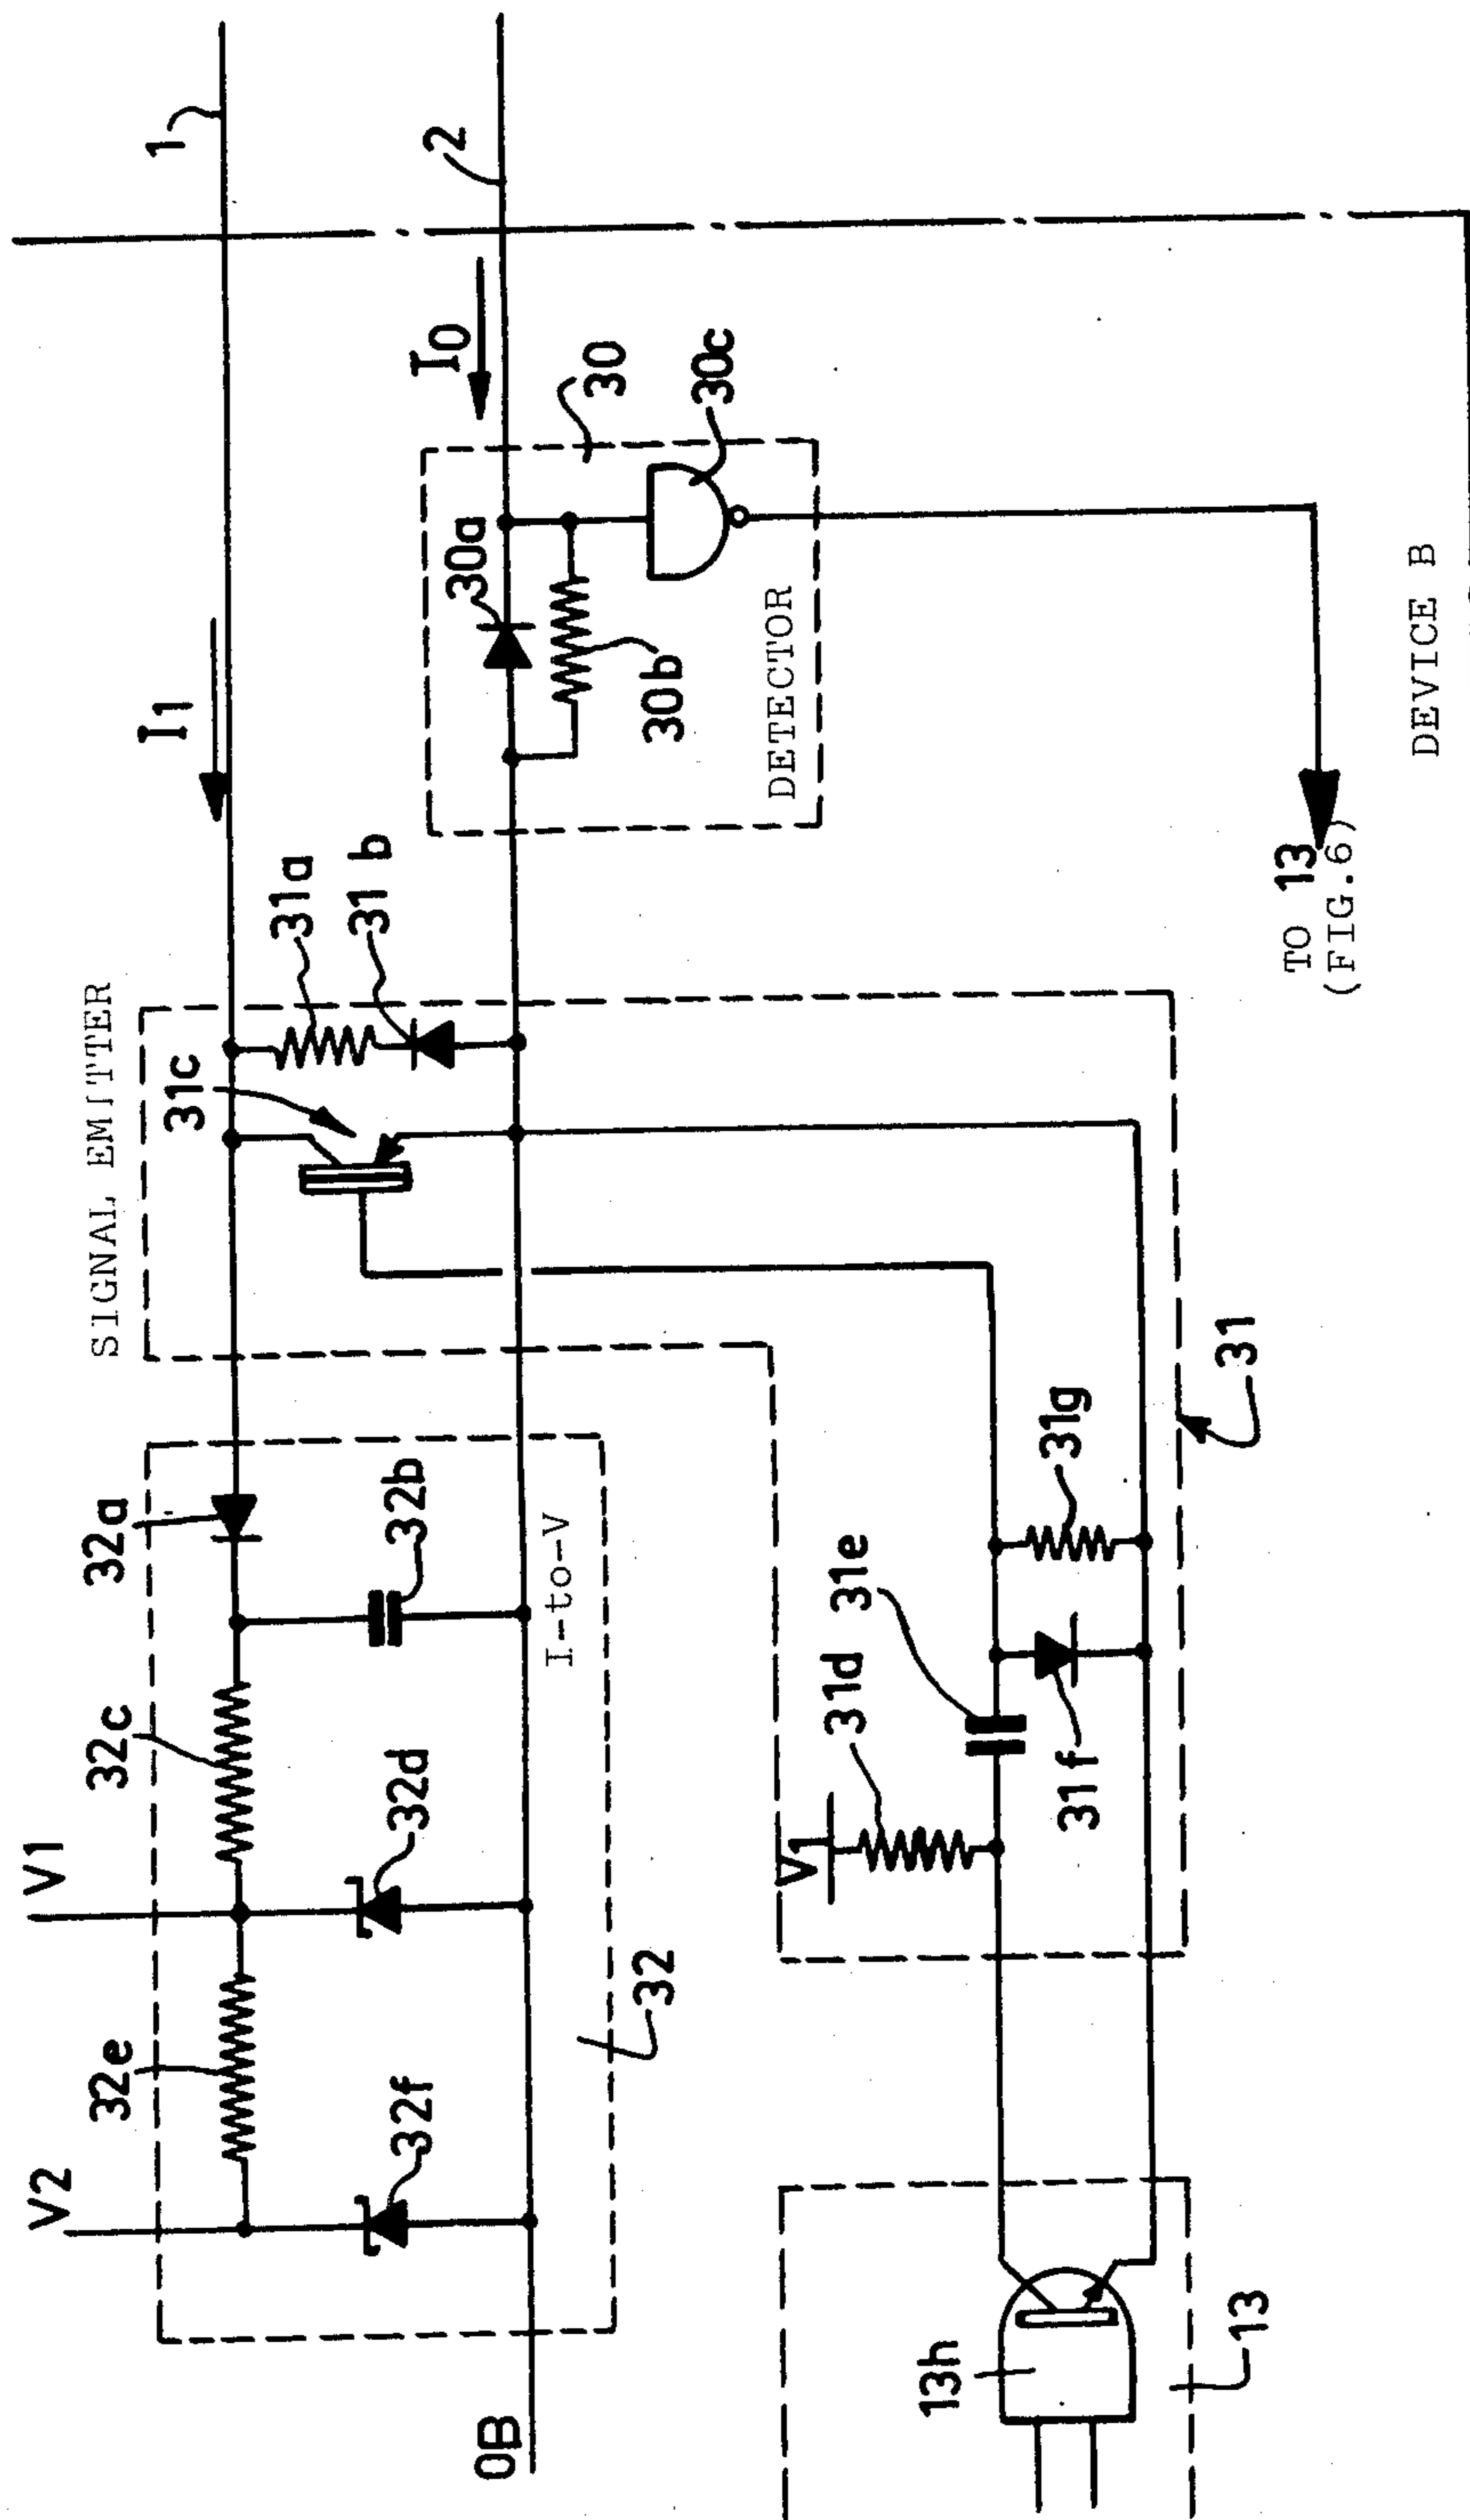 V2
32e
V1
32c
32a
SIGNAL EMITTER
31c
I1
1
31a
31b
I0
2
32f
32d
32b
30a
30
0B
I-to-V
30b
30c
32
DETECTOR
V1
31d
31e
31f
31g
13h
13
31
TO 13
(FIG.6)
DEVICE B